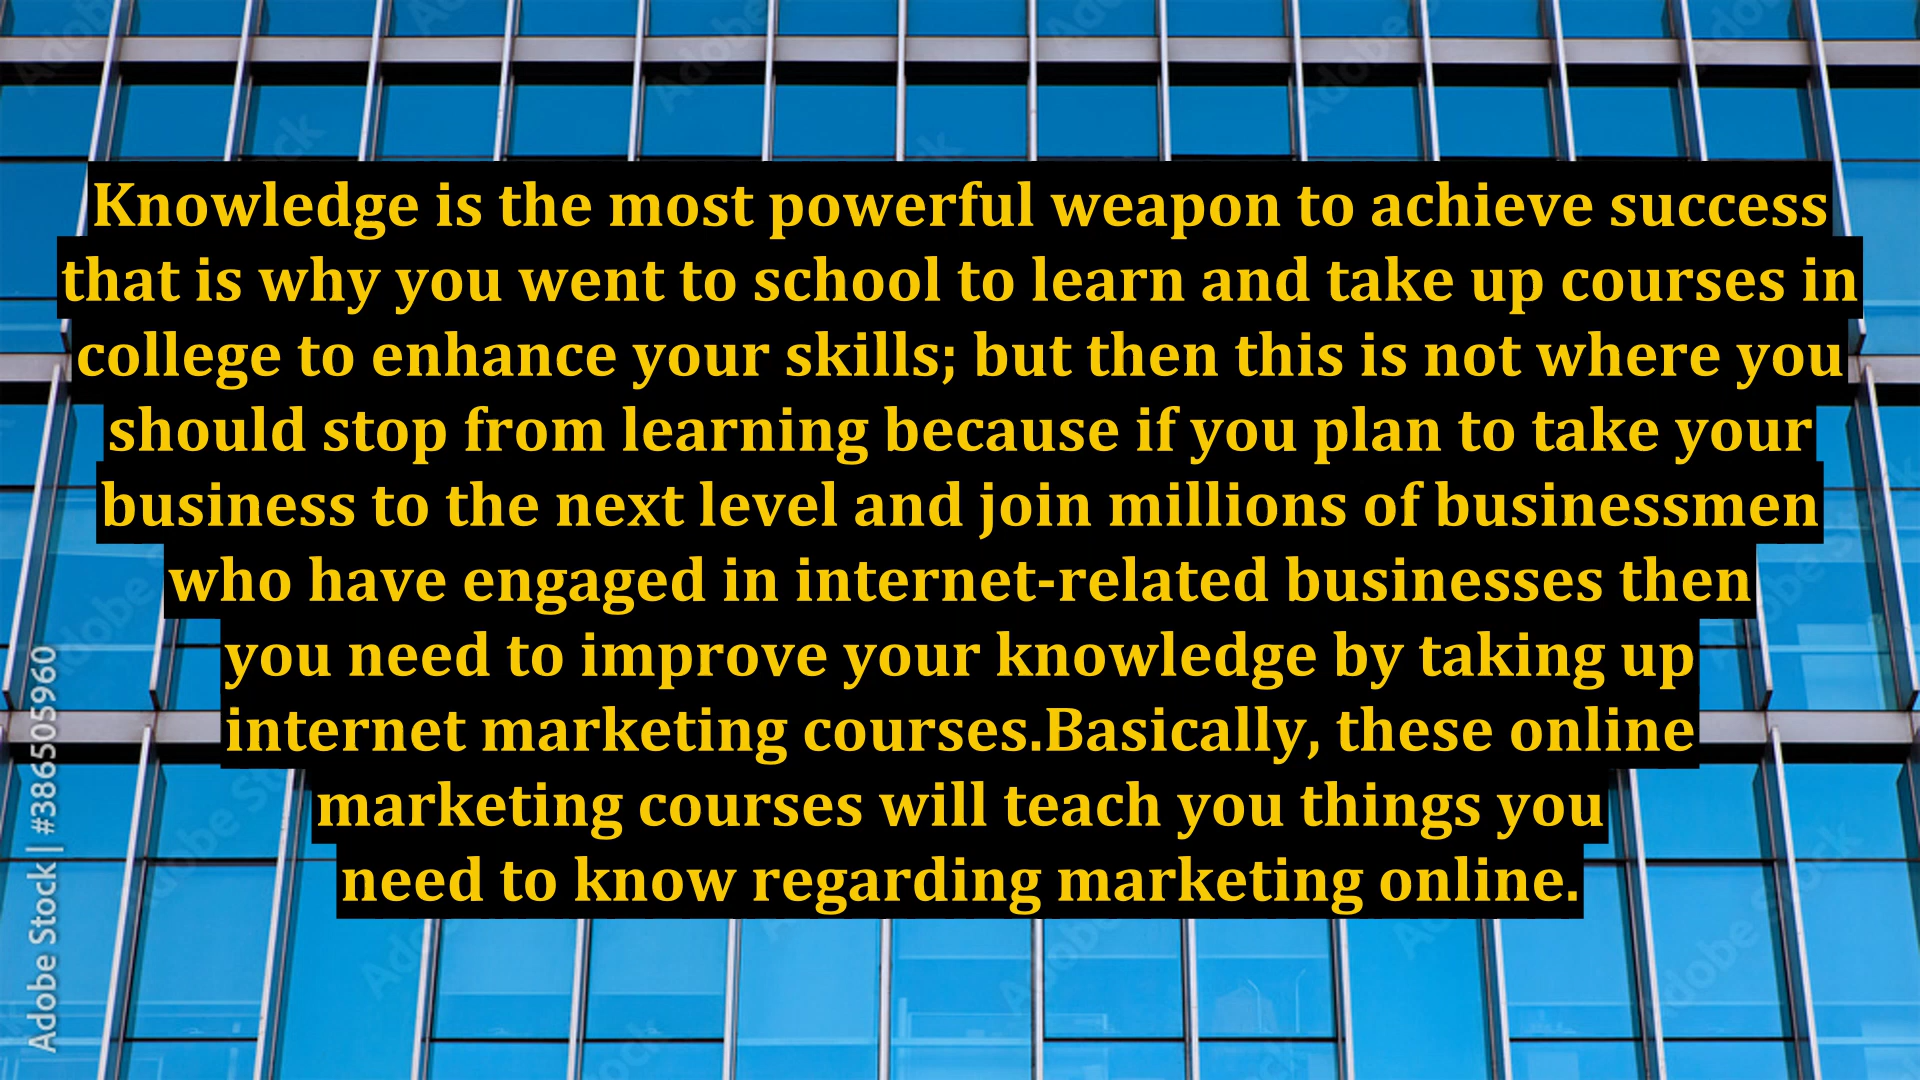 Knowledge is the most powerful weapon to achieve success
that is why you went to school to learn and take up courses in
college to enhance your skills; but then this is not where you
should stop from learning because if you plan to take your
business to the next level and join millions of businessmen
who have engaged in internet-related businesses then
you need to improve your knowledge by taking up
internet marketing courses.Basically, these online
marketing courses will teach you things you
need to know regarding marketing online.
Adobe Stock | #386505960